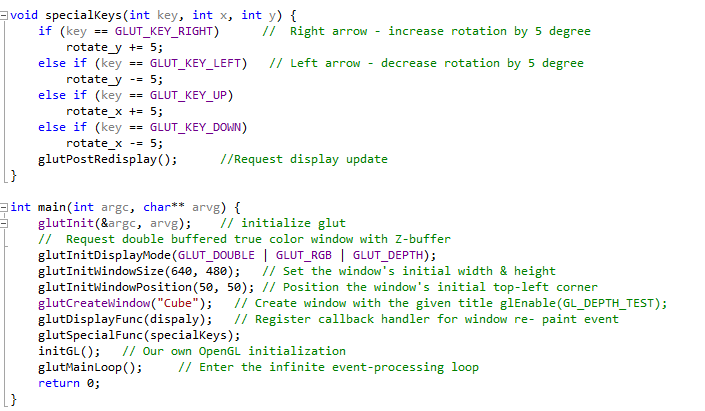 void specialKeys(int key, int x, int y) {
    if (key == GLUT_KEY_RIGHT)      //  Right arrow - increase rotation by 5 degree
        rotate_y += 5;
    else if (key == GLUT_KEY_LEFT)   // Left arrow - decrease rotation by 5 degree
        rotate_y -= 5;
    else if (key == GLUT_KEY_UP)
        rotate_x += 5;
    else if (key == GLUT_KEY_DOWN)
        rotate_x -= 5;
    glutPostRedisplay();      //Request display update
}

int main(int argc, char** arvg) {
    glutInit(&argc, arvg);    // initialize glut
    //  Request double buffered true color window with Z-buffer
    glutInitDisplayMode(GLUT_DOUBLE | GLUT_RGB | GLUT_DEPTH);
    glutInitWindowSize(640, 480);   // Set the window's initial width & height
    glutInitWindowPosition(50, 50); // Position the window's initial top-left corner
    glutCreateWindow("Cube");   // Create window with the given title glEnable(GL_DEPTH_TEST);
    glutDisplayFunc(dispaly);   // Register callback handler for window re- paint event
    glutSpecialFunc(specialKeys);
    initGL();   // Our own OpenGL initialization
    glutMainLoop();     // Enter the infinite event-processing loop
    return 0;
}